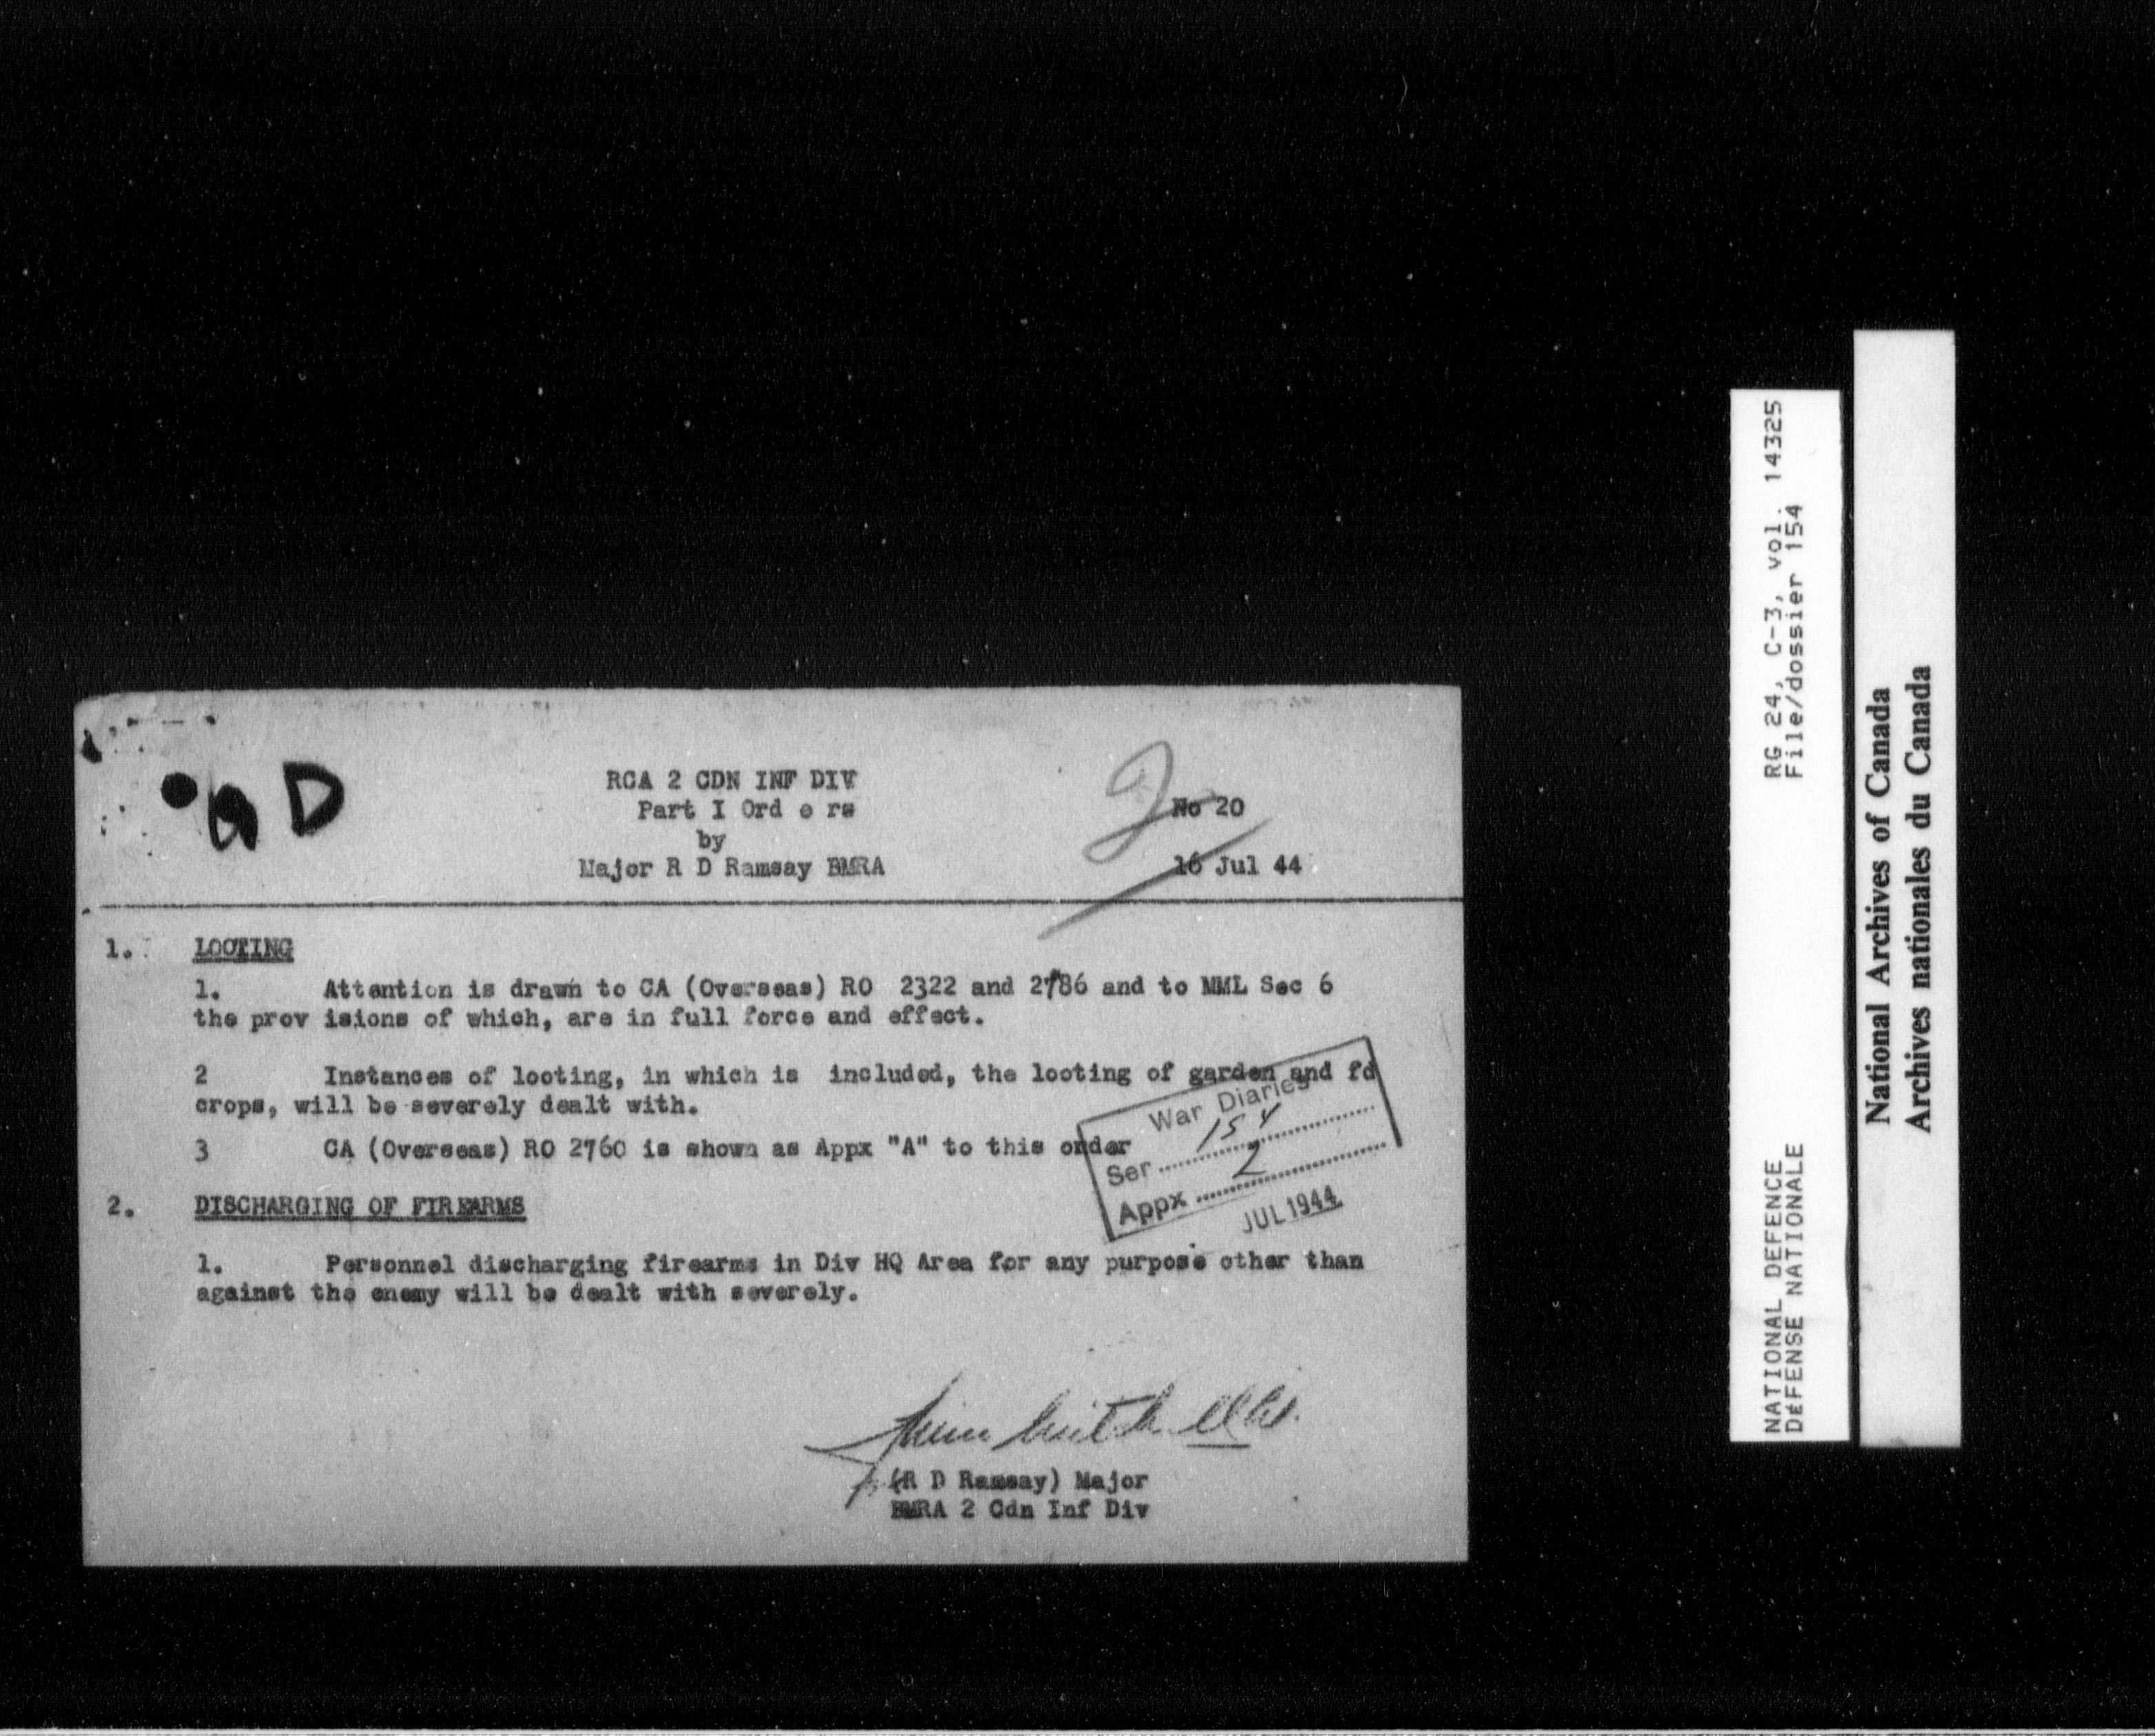 RCA 2 CDN INF DIV
Part I Ord e rs
by
Major R D Ramsay BMRA
2
No 20
16 Jul 44
1. LOOTING
1. Attention is drawn to CA (Overseas) RO 2322 and 2786 and to MML Sec 6
the prov isions of which, are in full force and effect.
2 Instances of looting, in which is included, the looting of garden and fd
crops, will be severely dealt with.
3 CA (Overseas) RO 2760 is shown as Appx "A" to this order
War Diaries
Ser 154
Appx 2
JUL 1944
2. DISCHARGING OF FIREARMS
1. Personnel discharging firearms in Div HQ Area for any purpose other than
against the enemy will be dealt with severely.
(R D Ramsay) Major
BMRA 2 Cdn Inf Div
RG 24, C-3, vol. 14325
File/dossier 154
NATIONAL DEFENCE
DÉFENSE NATIONALE
National Archives of Canada
Archives nationales du Canada